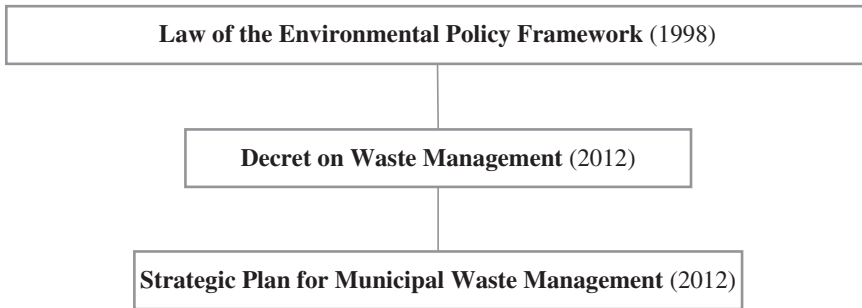 Law of the Environmental Policy Framework (1998)
Decret on Waste Management (2012)
Strategic Plan for Municipal Waste Management (2012)